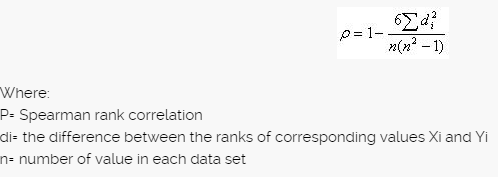 ρ = 1− 6∑d_i² / n(n² − 1)
Where:
P= Spearman rank correlation
di= the difference between the ranks of corresponding values Xi and Yi
n= number of value in each data set